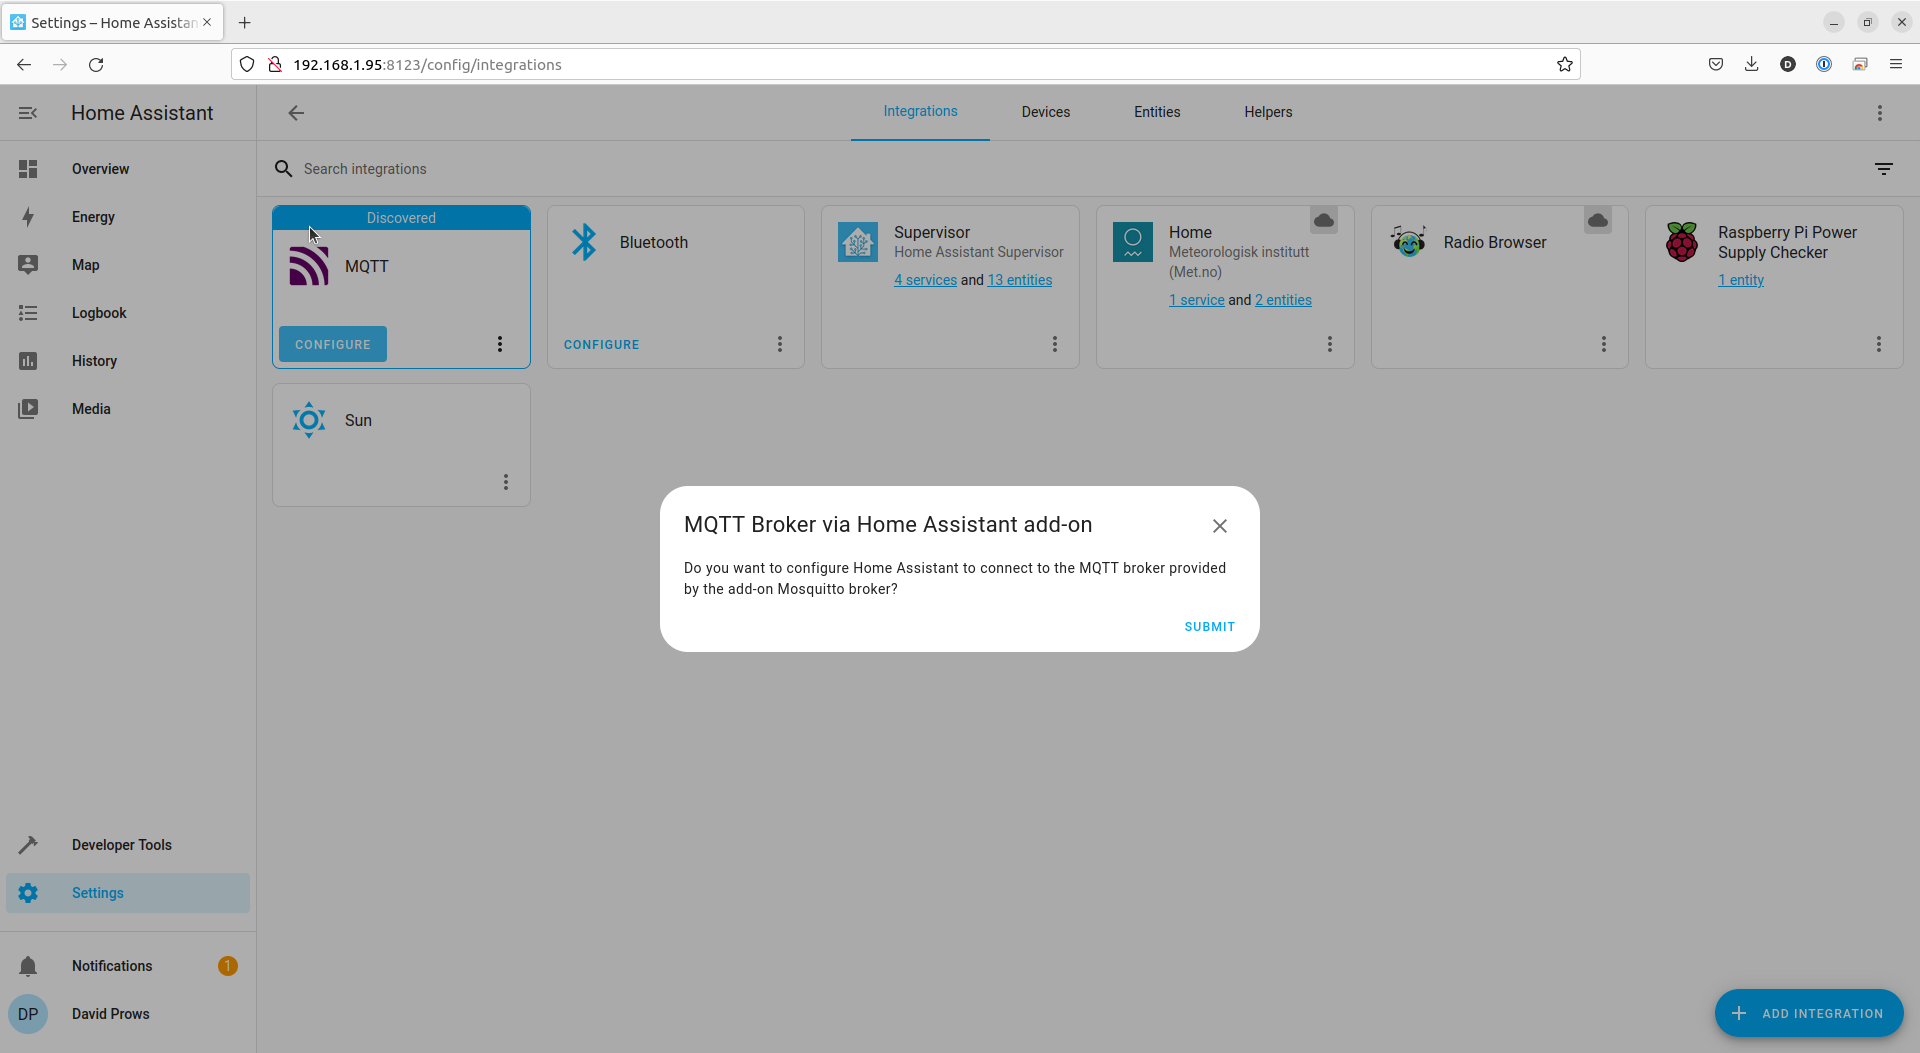 Settings – Home Assistan
192.168.1.95:8123/config/integrations
Home Assistant
Integrations
Devices
Entities
Helpers
Overview
Energy
Map
Logbook
History
Media
Developer Tools
Settings
Notifications
1
DP
David Prows
Search integrations
Discovered
MQTT
CONFIGURE
Bluetooth
CONFIGURE
Supervisor
Home Assistant Supervisor
4 services and 13 entities
Home
Meteorologisk institutt
(Met.no)
1 service and 2 entities
Radio Browser
Raspberry Pi Power
Supply Checker
1 entity
Sun
MQTT Broker via Home Assistant add-on
Do you want to configure Home Assistant to connect to the MQTT broker provided
by the add-on Mosquitto broker?
SUBMIT
ADD INTEGRATION